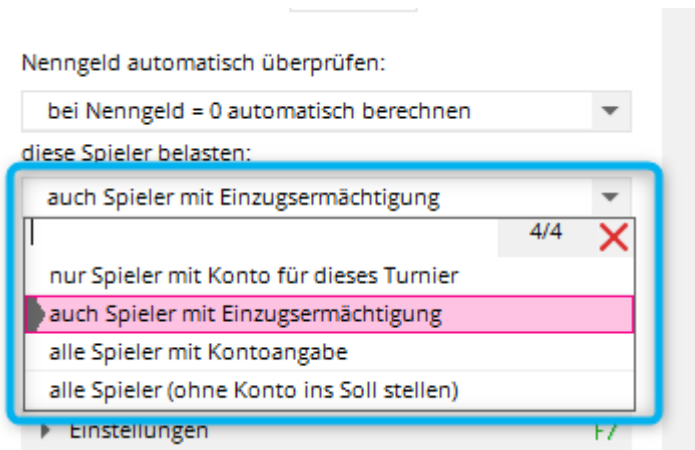 Nenngeld automatisch überprüfen:
bei Nenngeld = 0 automatisch berechnen
diese Spieler belasten:
auch Spieler mit Einzugsermächtigung
4/4
nur Spieler mit Konto für dieses Turnier
auch Spieler mit Einzugsermächtigung
alle Spieler mit Kontoangabe
alle Spieler (ohne Konto ins Soll stellen)
Einstellungen F7